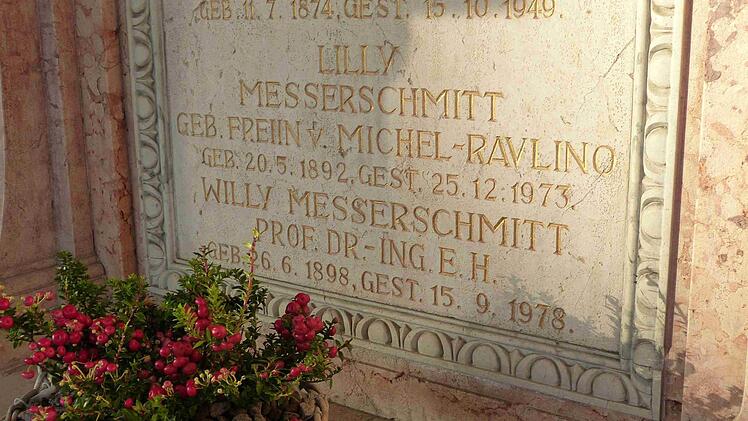 GEB. 11. 7. 1874, GEST. 15. 10. 1949.
LILLY
MESSERSCHMITT
GEB. FREIIN V. MICHEL-RAVLINO
GEB. 20. 5. 1892, GEST. 25. 12. 1973.
WILLY MESSERSCHMITT
PROF. DR.-ING. E. H.
GEB. 26. 6. 1898, GEST. 15. 9. 1978.